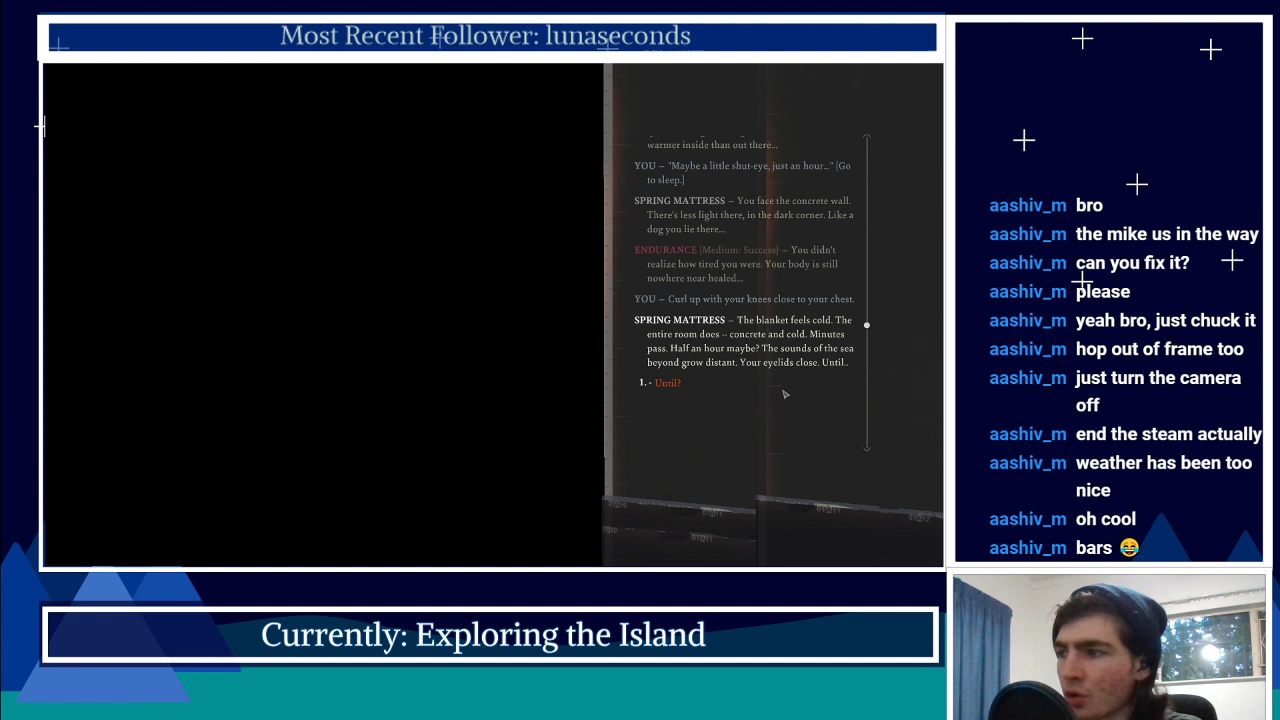 Most Recent Follower: lunaseconds
warmer inside than out there...
YOU – "Maybe a little shut-eye, just an hour..." [Go
to sleep.]
SPRING MATTRESS – You face the concrete wall.
There's less light there, in the dark corner. Like a
dog you lie there...
ENDURANCE [Medium: Success] – You didn't
realize how tired you were. Your body is still
nowhere near healed...
YOU – Curl up with your knees close to your chest.
SPRING MATTRESS – The blanket feels cold. The
entire room does – concrete and cold. Minutes
pass. Half an hour maybe? The sounds of the sea
beyond grow distant. Your eyelids close. Until..
1. - Until?
aashiv_m bro
aashiv_m the mike us in the way
aashiv_m can you fix it?
aashiv_m please
aashiv_m yeah bro, just chuck it
aashiv_m hop out of frame too
aashiv_m just turn the camera
off
aashiv_m end the steam actually
aashiv_m weather has been too
nice
aashiv_m oh cool
aashiv_m bars 😂
Currently: Exploring the Island